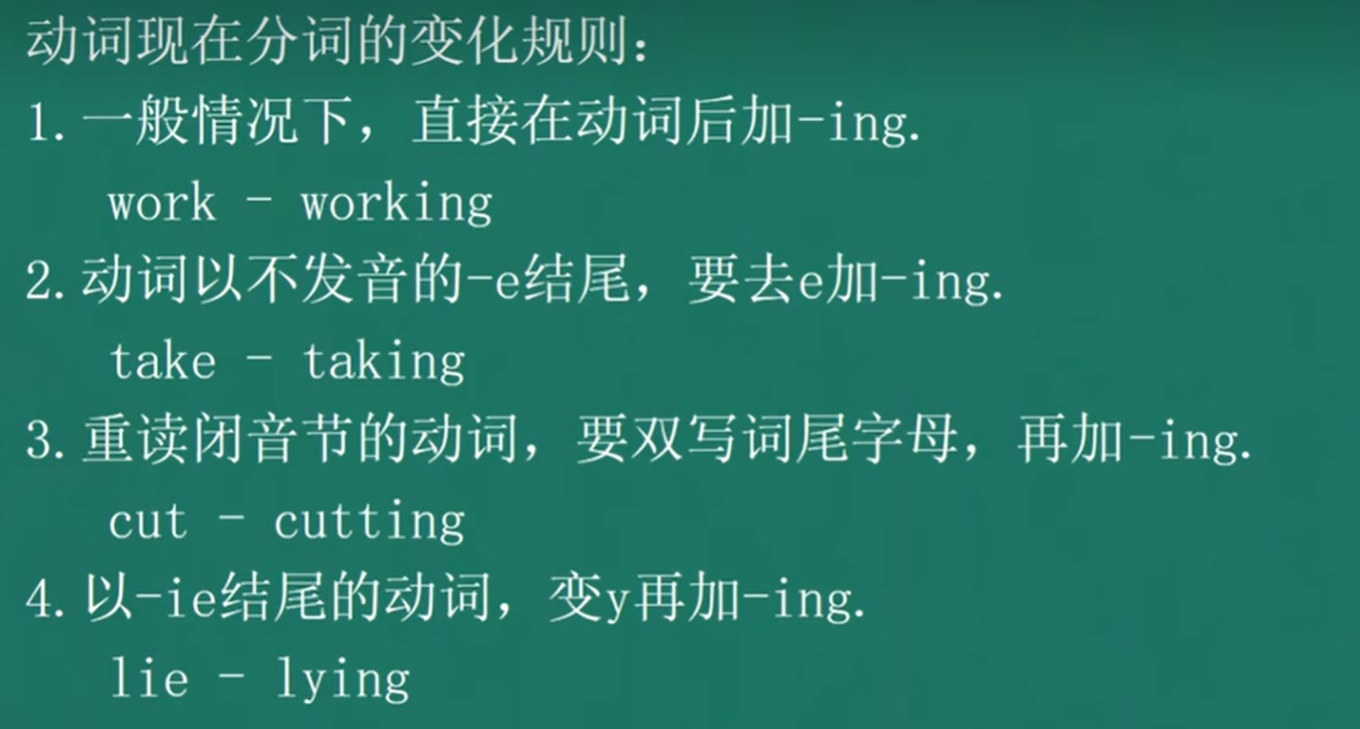 动词现在分词的变化规则:
1.一般情况下，直接在动词后加-ing.
work - working
2.动词以不发音的-e结尾，要去e加-ing.
take - taking
3.重读闭音节的动词，要双写词尾字母，再加-ing.
cut - cutting
4.以-ie结尾的动词，变y再加-ing.
lie - lying